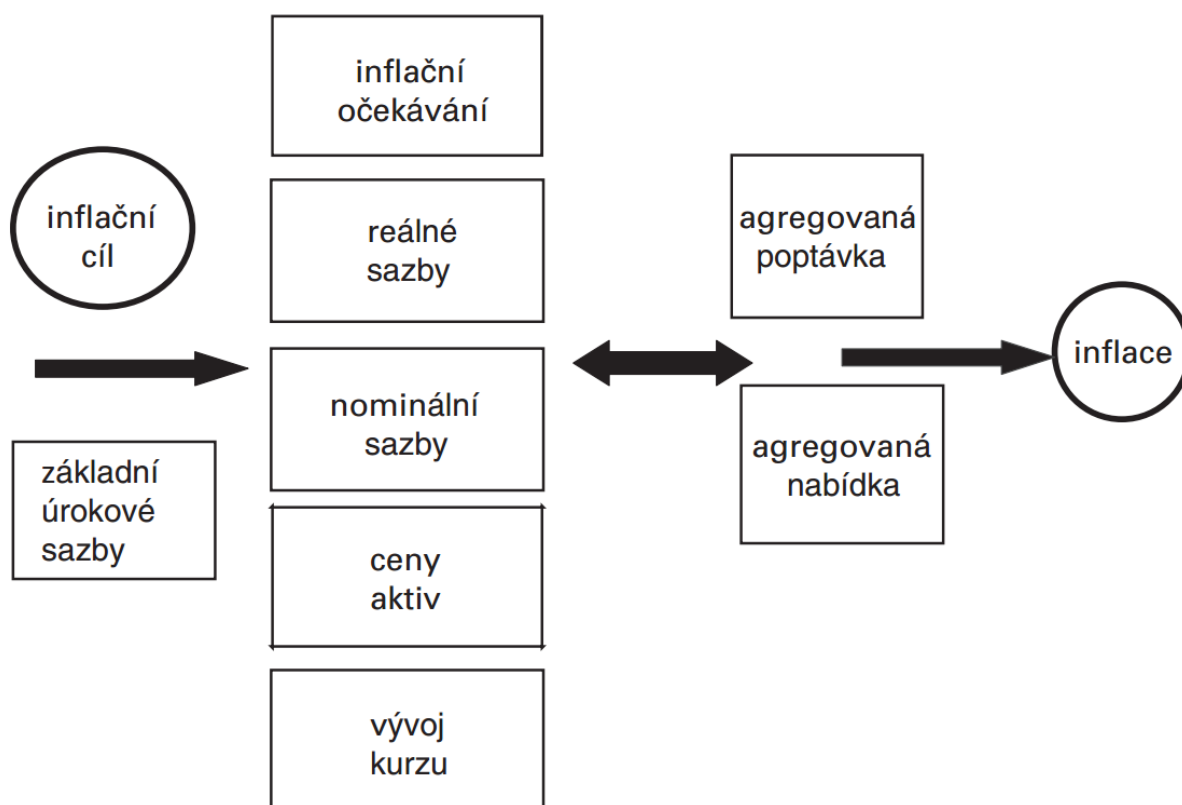 inflační
cíl
základní
úrokové
sazby
inflační
očekávání
reálné
sazby
nominální
sazby
ceny
aktiv
vývoj
kurzu
agregovaná
poptávka
agregovaná
nabídka
inflace